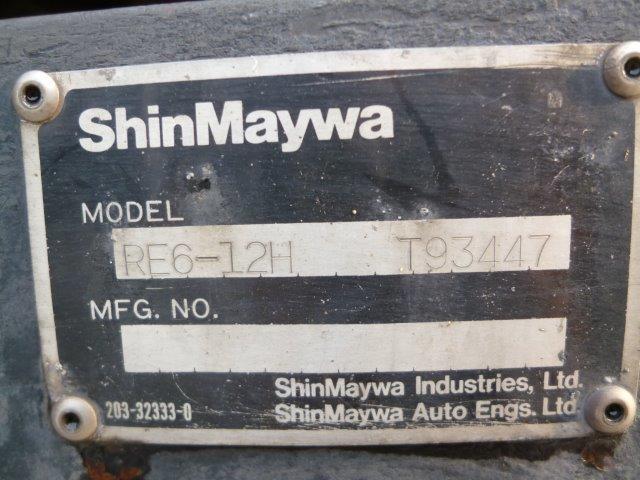 ShinMaywa
MODEL
RE6-12H T93447
MFG. NO.
ShinMaywa Industries, Ltd.
203-32333-0 ShinMaywa Auto Engs. Ltd.